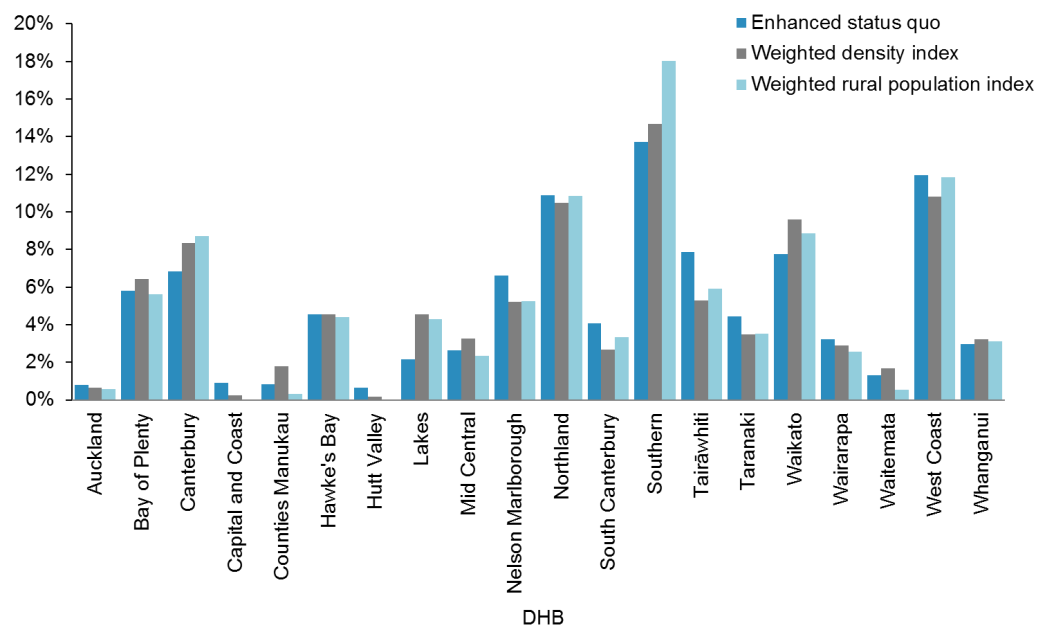 20%
18%
16%
14%
12%
10%
8%
6%
4%
2%
0%
Enhanced status quo
Weighted density index
Weighted rural population index
Auckland
Bay of Plenty
Canterbury
Capital and Coast
Counties Manukau
Hawke's Bay
Hutt Valley
Lakes
Mid Central
Nelson Marlborough
Northland
South Canterbury
Southern
Tairāwhiti
Taranaki
Waikato
Wairarapa
Waitemata
West Coast
Whanganui
DHB